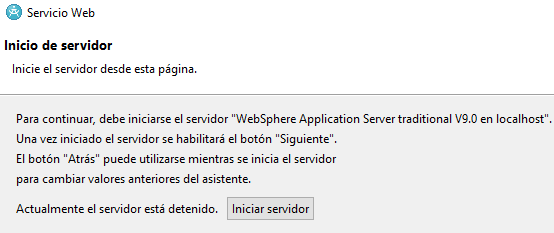 Servicio Web
Inicio de servidor
Inicie el servidor desde esta página.
Para continuar, debe iniciarse el servidor "WebSphere Application Server traditional V9.0 en localhost".
Una vez iniciado el servidor se habilitará el botón "Siguiente".
El botón "Atrás" puede utilizarse mientras se inicia el servidor
para cambiar valores anteriores del asistente.
Actualmente el servidor está detenido. Iniciar servidor